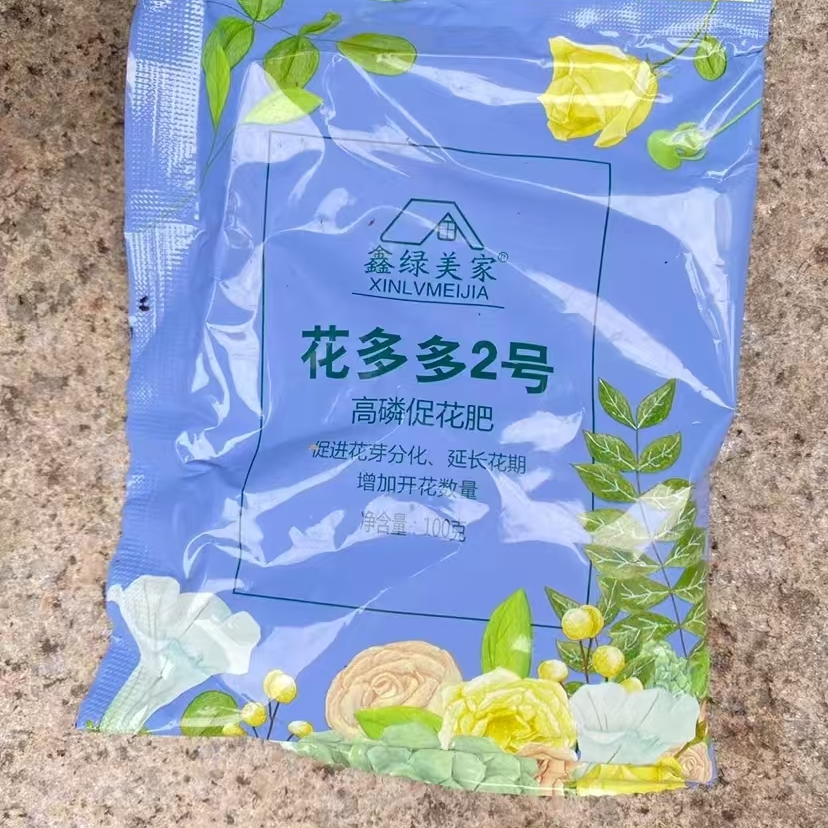 鑫绿美家®
XINLVMEIJIA
花多多2号
高磷促花肥
促进花芽分化、延长花期
增加开花数量
净含量：100克